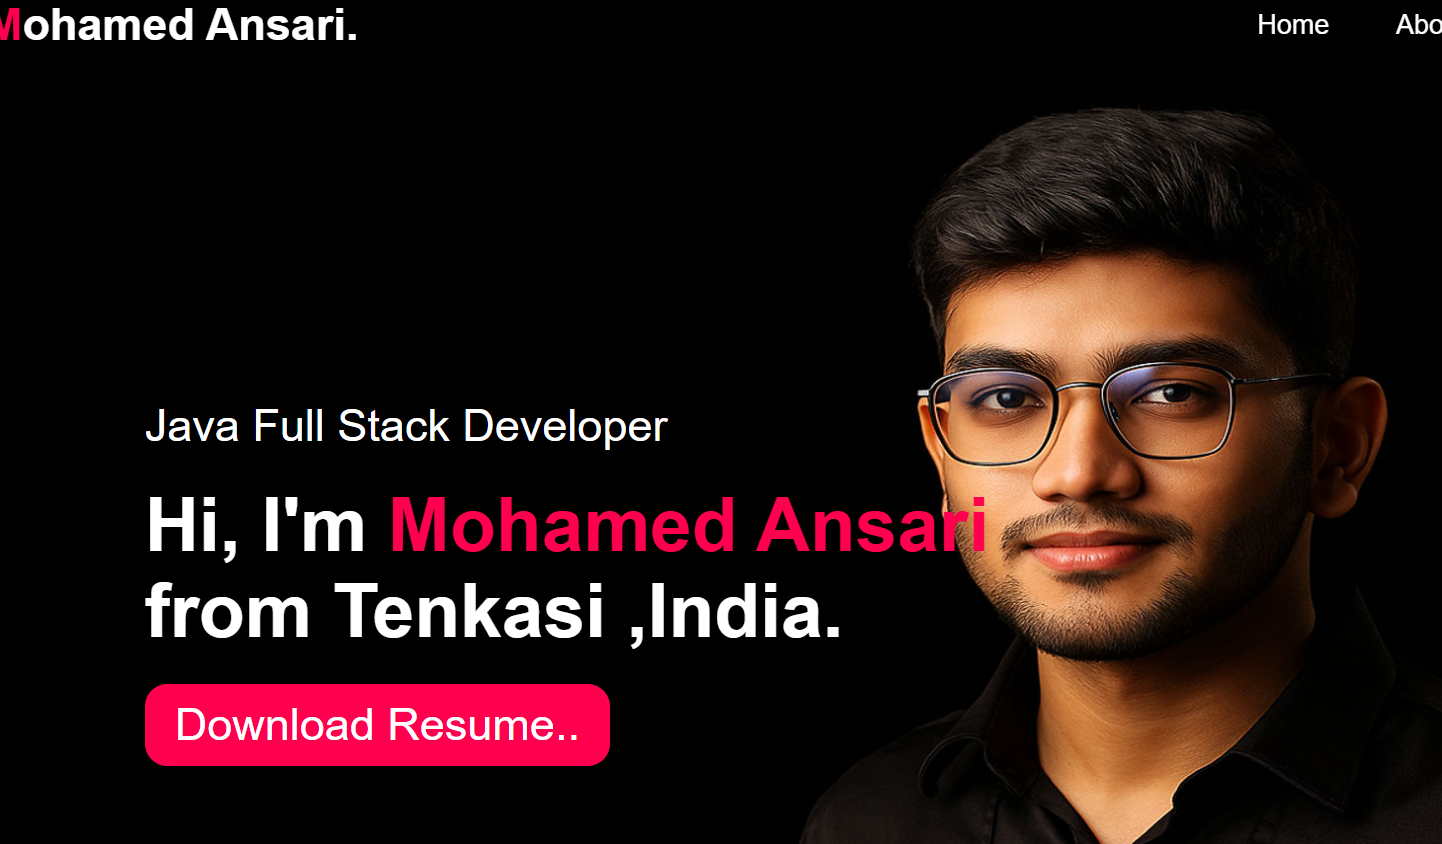 Mohamed Ansari.
Home Abo
Java Full Stack Developer
Hi, I'm Mohamed Ansari
from Tenkasi ,India.
Download Resume..